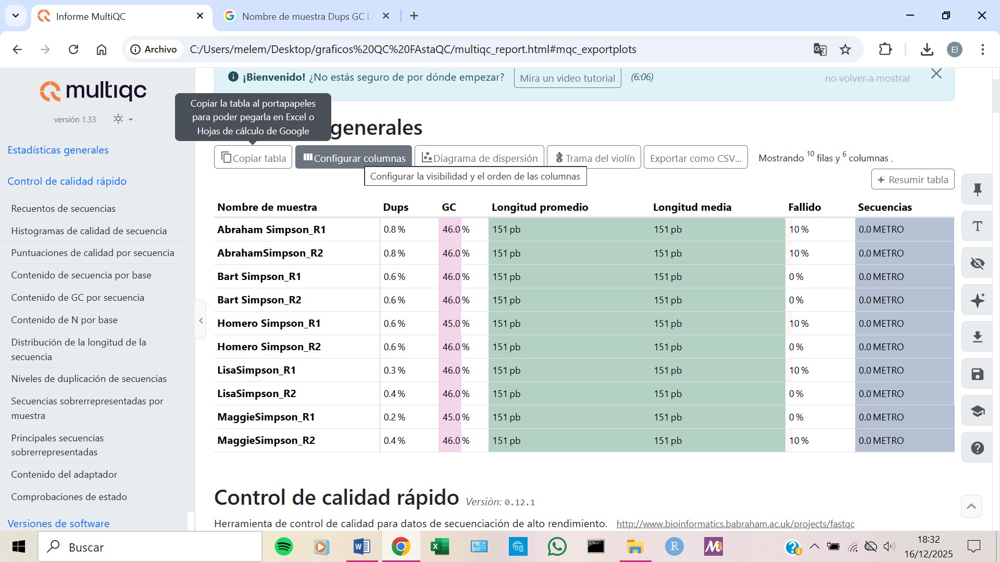 Informe MultiQC
Nombre de muestra Dups GC L
Archivo
C:/Users/melem/Desktop/graficos%20QC%20FAstaQC/multiqc_report.html#mqc_exportplots
El
multiqc
versión 1.33
Estadísticas generales
Control de calidad rápido
Recuentos de secuencias
Histogramas de calidad de secuencia
Puntuaciones de calidad por secuencia
Contenido de secuencia por base
Contenido de GC por secuencia
Contenido de N por base
Distribución de la longitud de la
secuencia
Niveles de duplicación de secuencias
Secuencias sobrerrepresentadas por
muestra
Principales secuencias
sobrerrepresentadas
Contenido del adaptador
Comprobaciones de estado
Versiones de software
¡Bienvenido! ¿No estás seguro de por dónde empezar? Mira un video tutorial (6:06) no-volver-a-mostrar
Copiar la tabla al portapapeles
para poder pegarla en Excel o
Hojas de cálculo de Google
generales
Copiar tabla Configurar columnas Diagrama de dispersión Trama del violín Exportar como CSV... Mostrando 10 filas y 6 columnas .
Configurar la visibilidad y el orden de las columnas
Resumir tabla
Nombre de muestra Dups GC Longitud promedio Longitud media Fallido Secuencias
Abraham Simpson_R1 0.8 % 46.0 % 151 pb 151 pb 10 % 0.0 METRO
AbrahamSimpson_R2 0.8 % 46.0 % 151 pb 151 pb 10 % 0.0 METRO
Bart Simpson_R1 0.6 % 46.0 % 151 pb 151 pb 0 % 0.0 METRO
Bart Simpson_R2 0.6 % 46.0 % 151 pb 151 pb 0 % 0.0 METRO
Homero Simpson_R1 0.6 % 45.0 % 151 pb 151 pb 10 % 0.0 METRO
Homero Simpson_R2 0.6 % 46.0 % 151 pb 151 pb 0 % 0.0 METRO
LisaSimpson_R1 0.3 % 46.0 % 151 pb 151 pb 10 % 0.0 METRO
LisaSimpson_R2 0.4 % 46.0 % 151 pb 151 pb 0 % 0.0 METRO
MaggieSimpson_R1 0.2 % 45.0 % 151 pb 151 pb 0 % 0.0 METRO
MaggieSimpson_R2 0.4 % 46.0 % 151 pb 151 pb 10 % 0.0 METRO
Control de calidad rápido Versión: 0.12.1
Herramienta de control de calidad para datos de secuenciación de alto rendimiento. http://www.bioinformatics.babraham.ac.uk/projects/fastqc
Buscar
18:32
16/12/2025